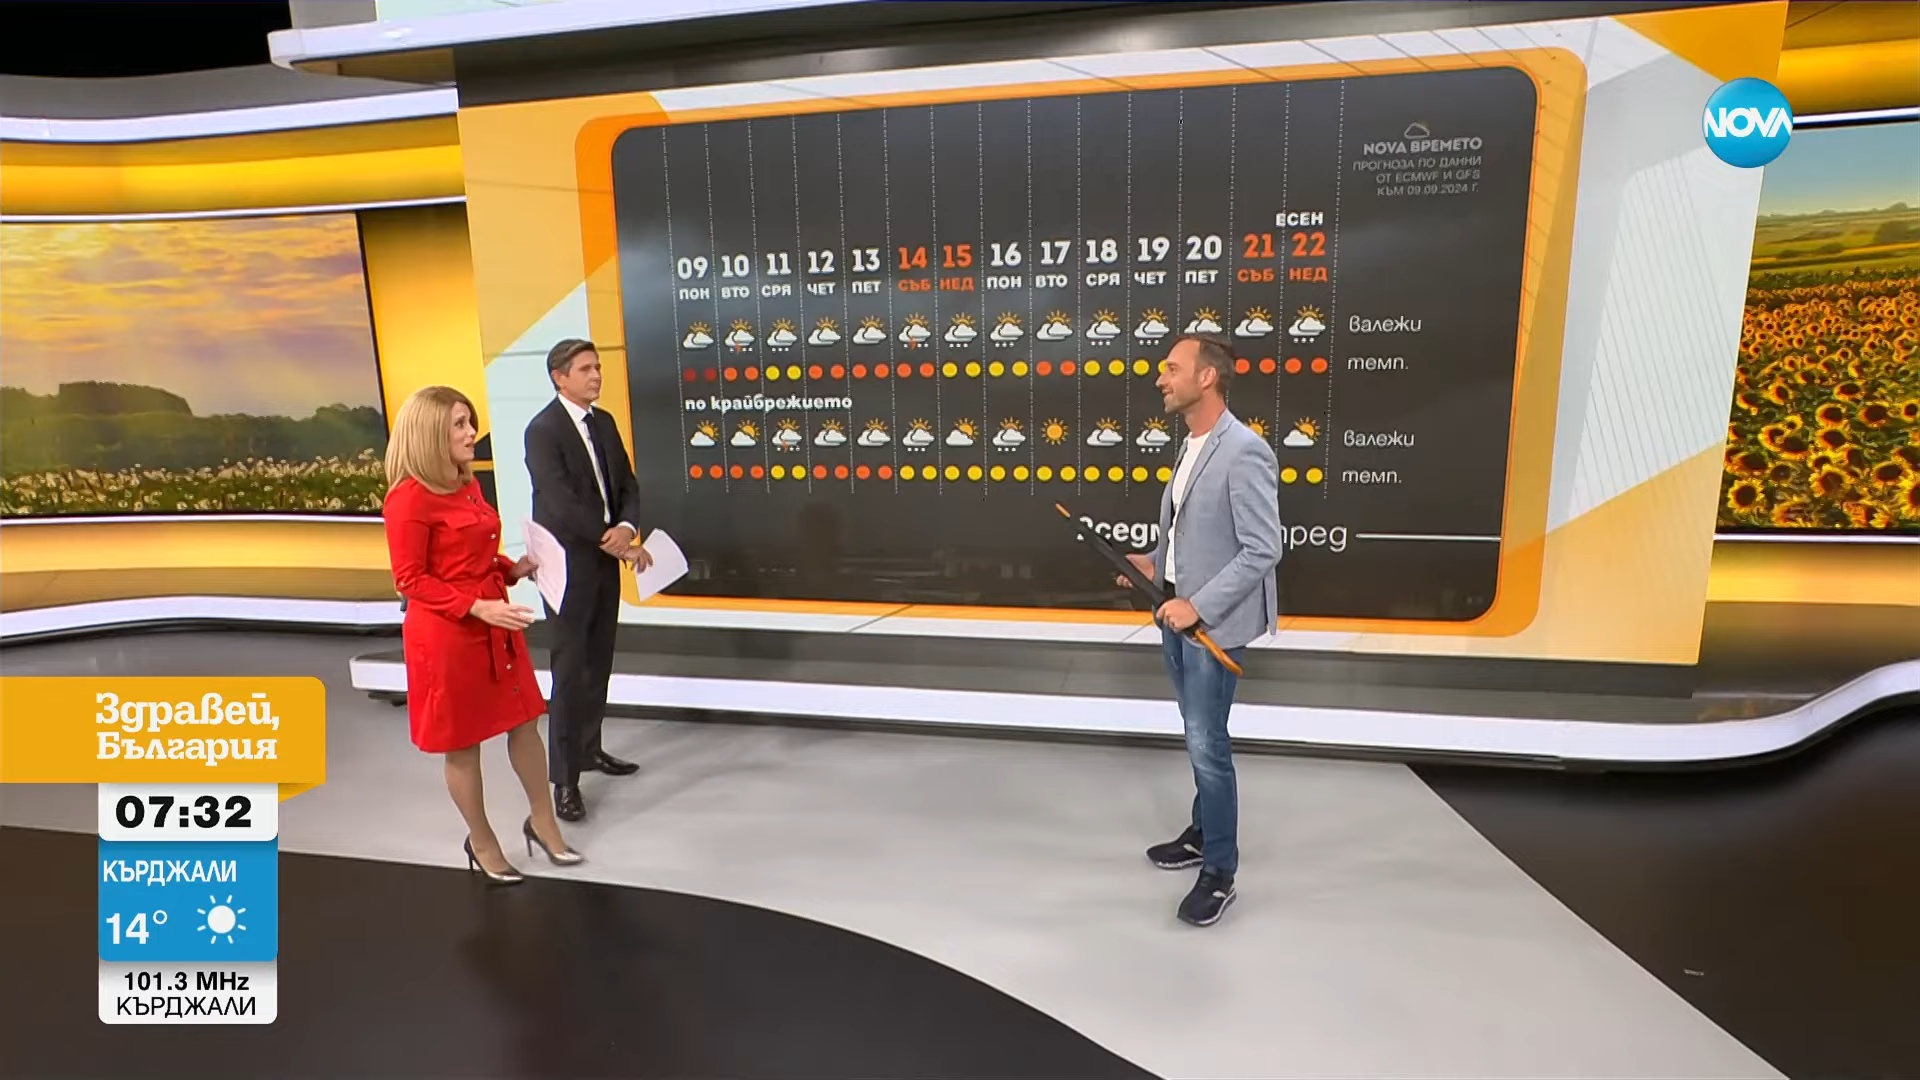 NOVA
NOVA ВРЕМЕТО
ПРОГНОЗА ПО ДАННИ
ОТ ECMWF И GFS
КЪМ 09.09.2024 Г.
ЕСЕН
09 10 11 12 13 14 15 16 17 18 19 20 21 22
ПОН ВТО СРЯ ЧЕТ ПЕТ СЪБ НЕД ПОН ВТО СРЯ ЧЕТ ПЕТ СЪБ НЕД
валежи
темп.
по крайбрежието
валежи
темп.
Здравей,
България
07:32
КЪРДЖАЛИ
14°
101.3 MHz
КЪРДЖАЛИ